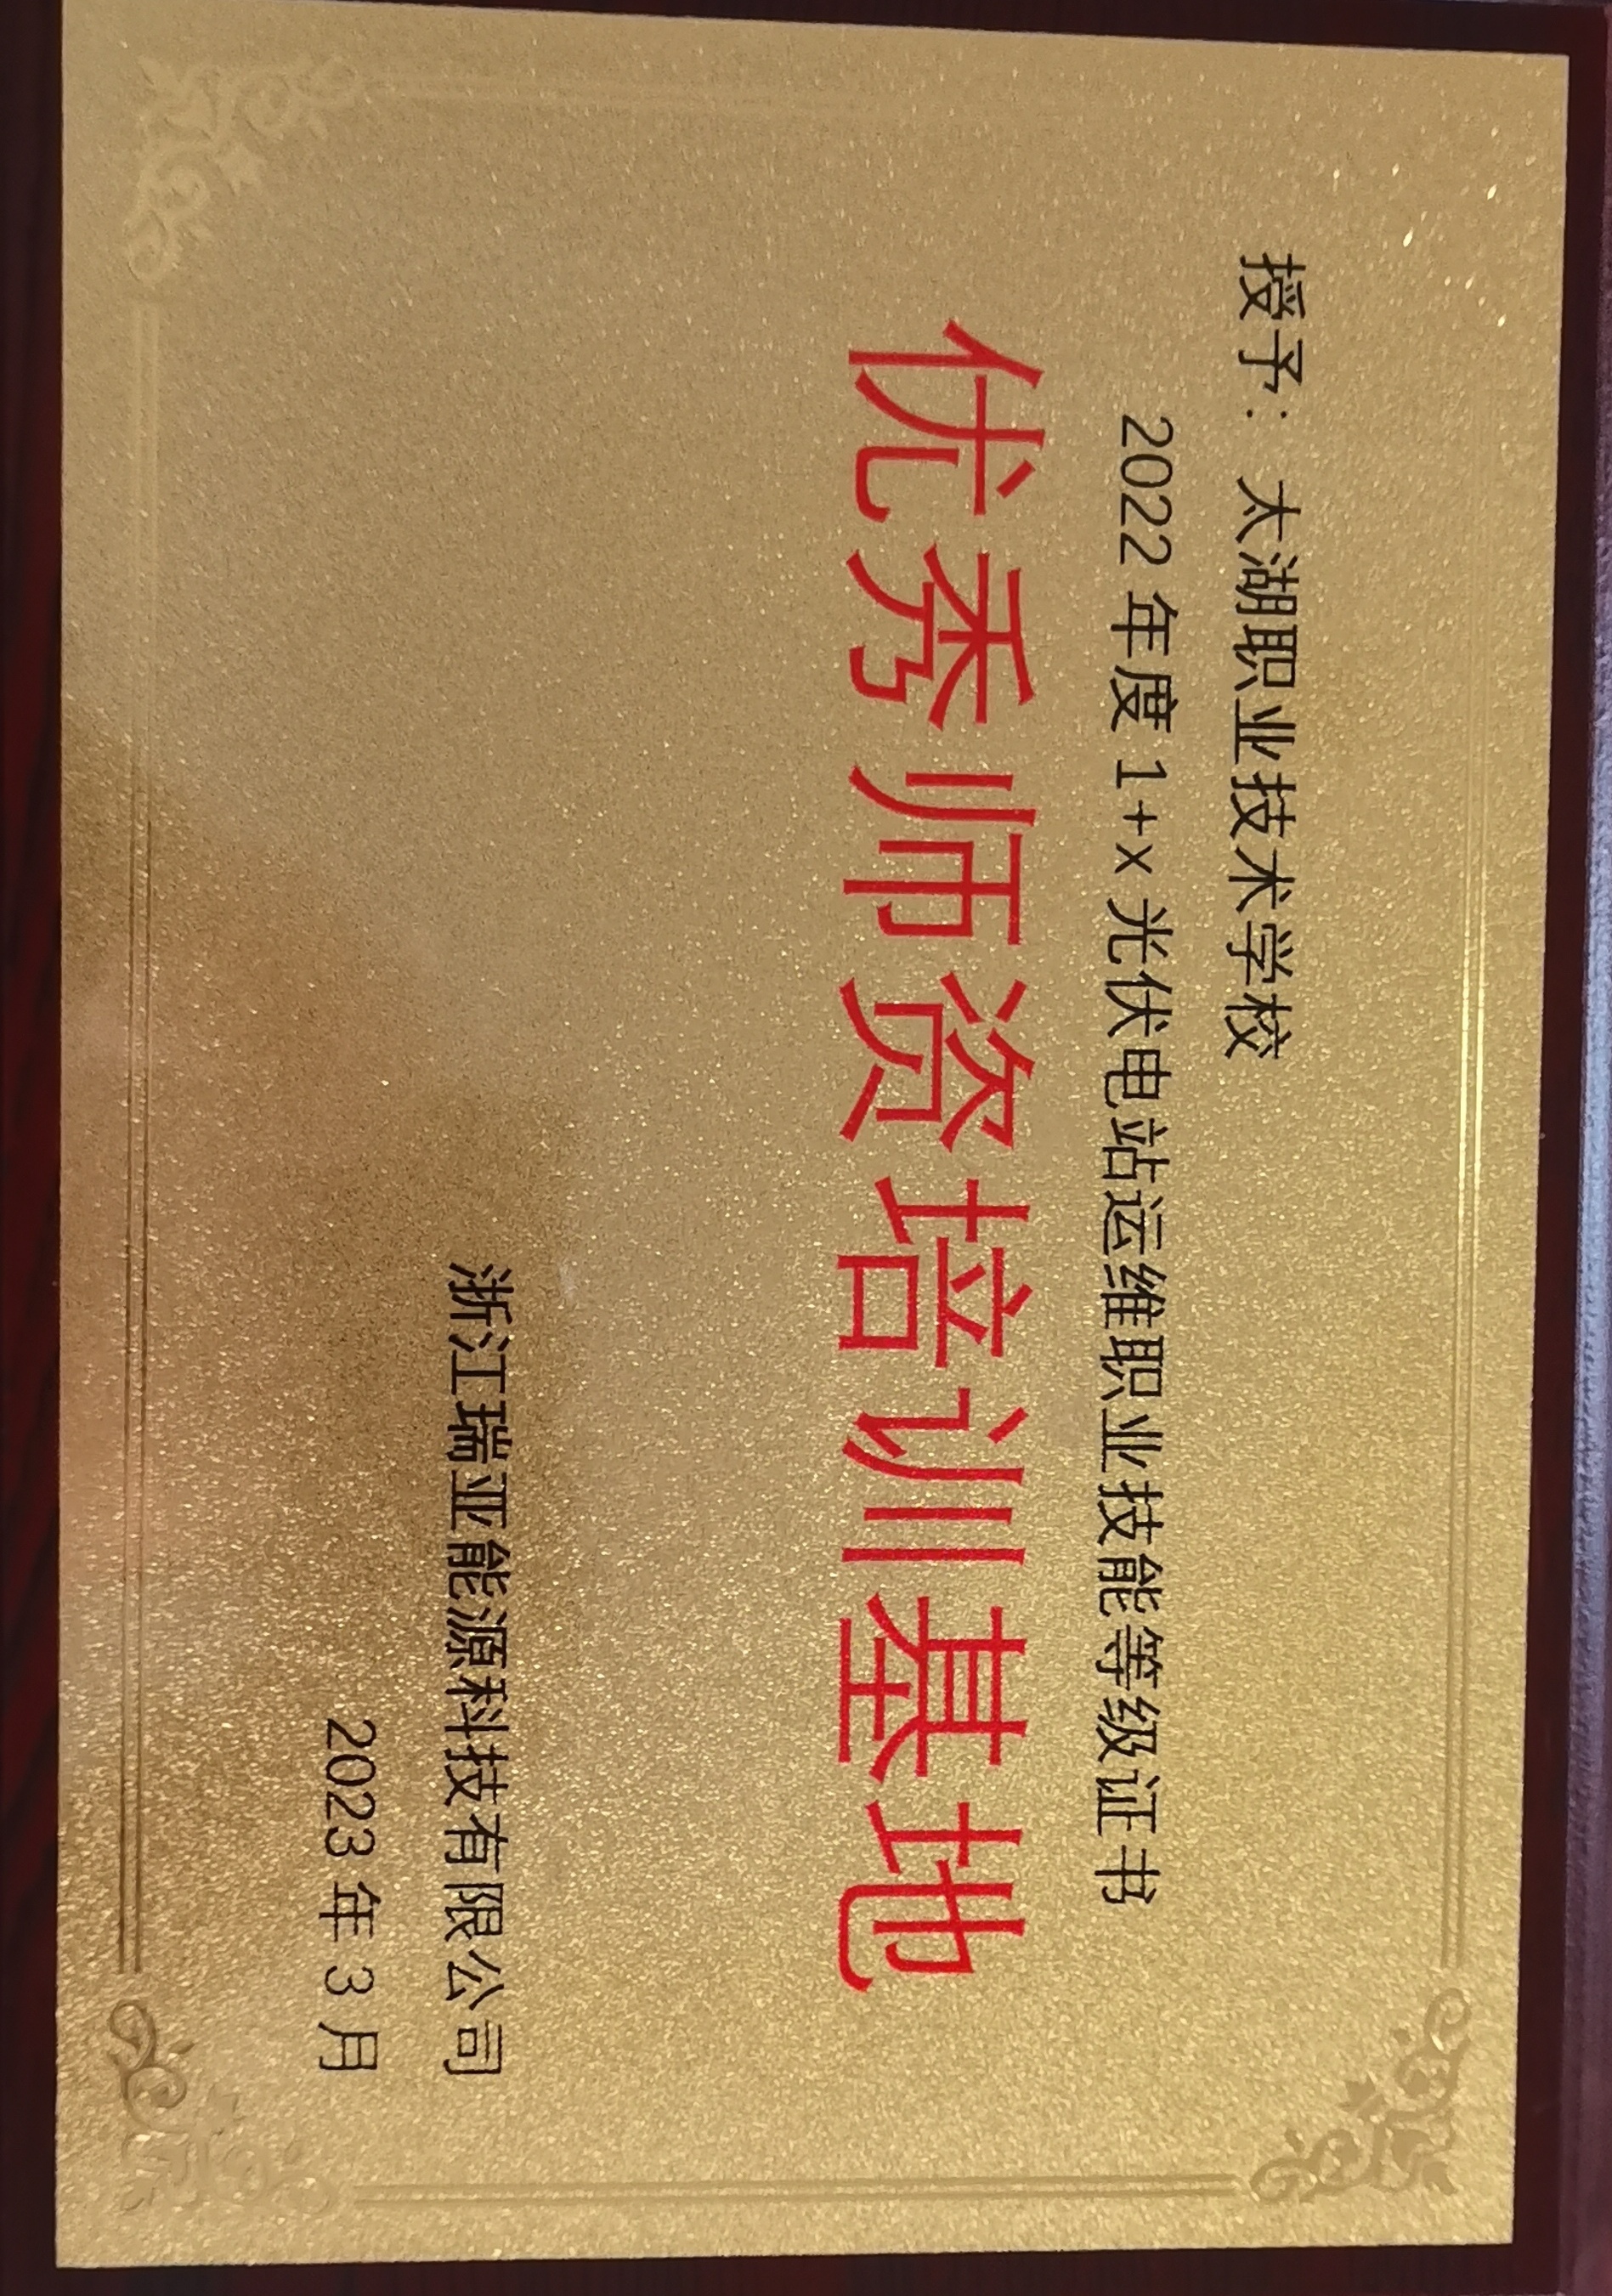 授予：太湖职业技术学校
2022年度1+x光伏电站运维职业技能等级证书
优秀师资培训基地
浙江瑞亚能源科技有限公司
2023年3月